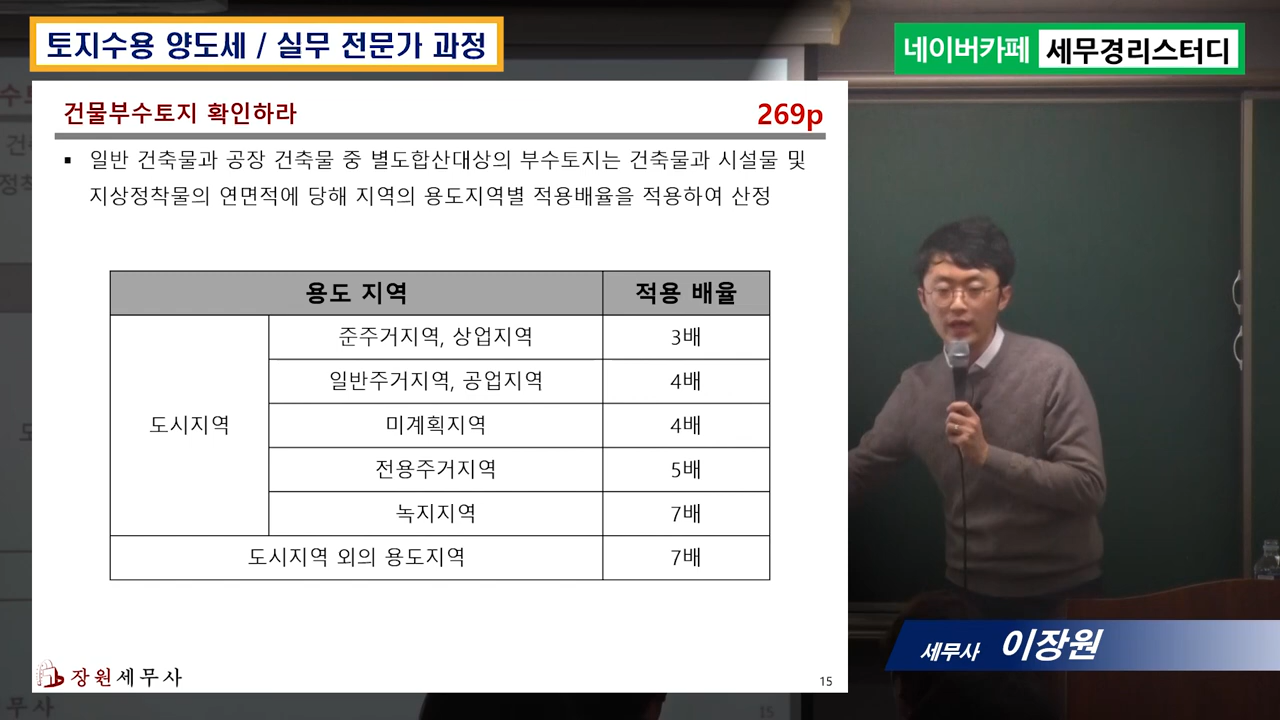 토지수용 양도세 / 실무 전문가 과정
네이버카페 세무경리스터디
건물부수토지 확인하라
269p
▪ 일반 건축물과 공장 건축물 중 별도합산대상의 부수토지는 건축물과 시설물 및
지상정착물의 연면적에 당해 지역의 용도지역별 적용배율을 적용하여 산정
용도 지역 적용 배율
도시지역
준주거지역, 상업지역 3배
일반주거지역, 공업지역 4배
미계획지역 4배
전용주거지역 5배
녹지지역 7배
도시지역 외의 용도지역 7배
장원세무사
15
세무사 이장원
무사
15